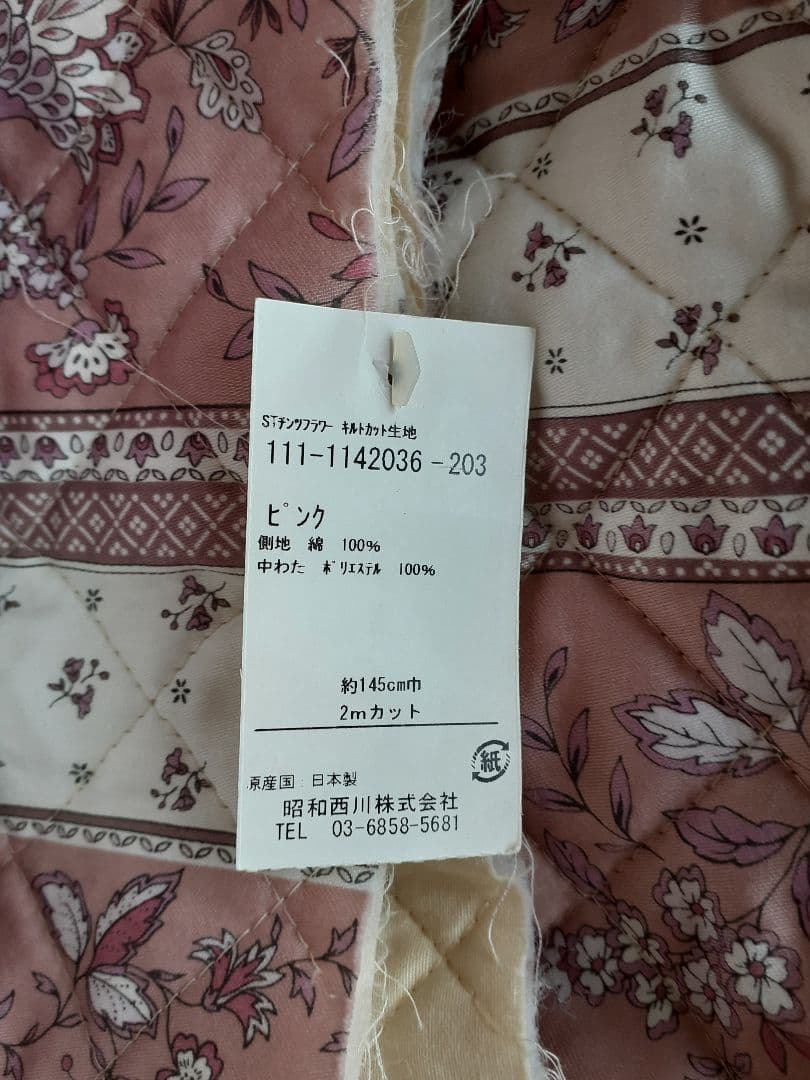 STチンツフラワー キルトカット生地
111-1142036-203
ピンク
側地 綿 100%
中わた ポリエステル 100%
約145cm巾
2mカット
紙
原産国:日本製
昭和西川株式会社
TEL 03-6858-5681